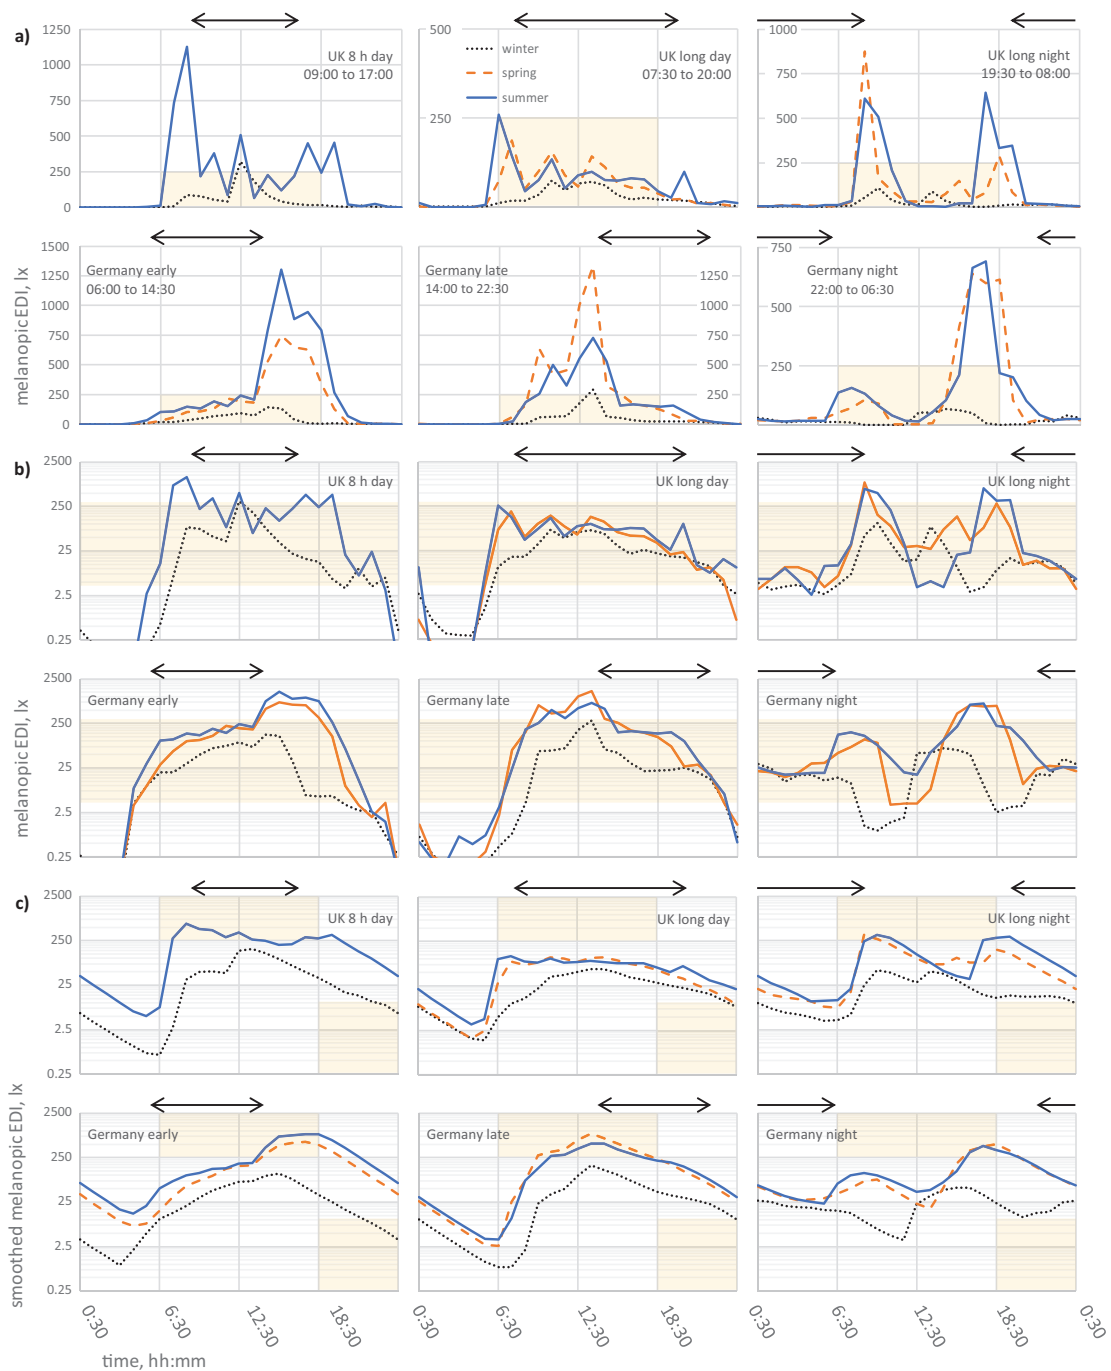 a)
1250
1000
750
500
250
0
UK 8 h day
09:00 to 17:00
500
250
winter
spring
summer
UK long day
07:30 to 20:00
1000
750
500
250
0
UK long night
19:30 to 08:00
melanopic EDI, lx
1500
1250
1000
750
500
250
0
Germany early
06:00 to 14:30
Germany late
14:00 to 22:30
1250
1000
750
500
250
0
750
500
250
0
Germany night
22:00 to 06:30
b)
2500
250
25
2.5
0.25
UK 8 h day
UK long day
UK long night
melanopic EDI, lx
2500
250
25
2.5
0.25
Germany early
Germany late
Germany night
c)
2500
250
25
2.5
0.25
UK 8 h day
UK long day
UK long night
smoothed melanopic EDI, lx
2500
250
25
2.5
0.25
Germany early
Germany late
Germany night
0:30
6:30
12:30
18:30
0:30
6:30
12:30
18:30
0:30
6:30
12:30
18:30
0:30
time, hh:mm